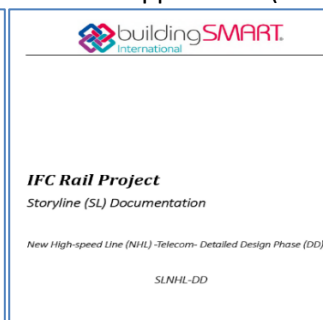 buildingSMART.
International
IFC Rail Project
Storyline (SL) Documentation
New High-speed Line (NHL) -Telecom- Detailed Design Phase (DD)
SLNHL-DD